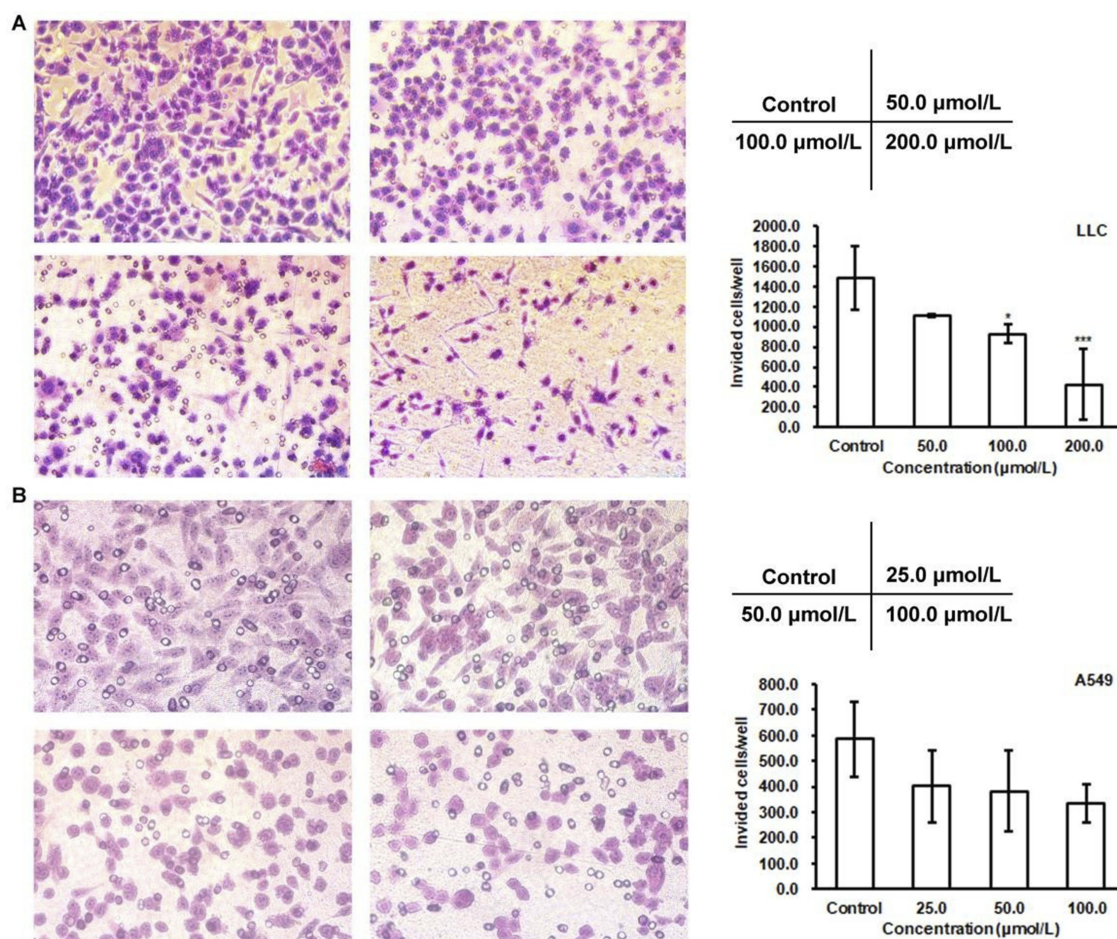 A
Control 50.0 µmol/L
100.0 µmol/L 200.0 µmol/L
LLC
Invided cells/well
2000.0
1800.0
1600.0
1400.0
1200.0
1000.0
800.0
600.0
400.0
200.0
0.0
*
***
Control 50.0 100.0 200.0
Concentration (µmol/L)
B
Control 25.0 µmol/L
50.0 µmol/L 100.0 µmol/L
A549
Invided cells/well
800.0
700.0
600.0
500.0
400.0
300.0
200.0
100.0
0.0
Control 25.0 50.0 100.0
Concentration (µmol/L)